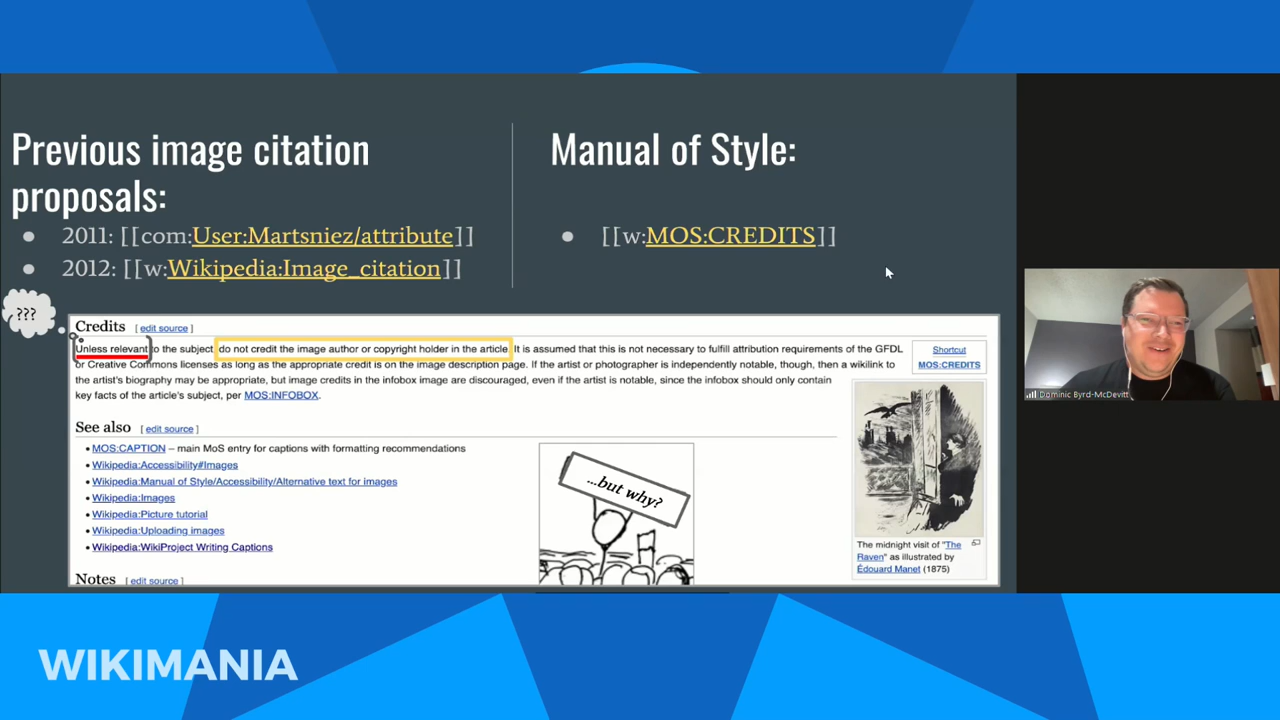 Previous image citation
proposals:
● 2011: [[com:User:Martsniez/attribute]]
● 2012: [[w:Wikipedia:Image_citation]]
Manual of Style:
● [[w:MOS:CREDITS]]
???
Credits [ edit source ]
Unless relevant to the subject do not credit the image author or copyright holder in the article. It is assumed that this is not necessary to fulfill attribution requirements of the GFDL
or Creative Commons licenses as long as the appropriate credit is on the image description page. If the artist or photographer is independently notable, though, then a wikilink to
the artist's biography may be appropriate, but image credits in the infobox image are discouraged, even if the artist is notable, since the infobox should only contain
key facts of the article's subject, per MOS:INFOBOX.
Shortcut
MOS:CREDITS
See also [ edit source ]
• MOS:CAPTION – main MoS entry for captions with formatting recommendations
• Wikipedia:Accessibility#Images
• Wikipedia:Manual of Style/Accessibility/Alternative text for images
• Wikipedia:Images
• Wikipedia:Picture tutorial
• Wikipedia:Uploading images
• Wikipedia:WikiProject Writing Captions
Notes [ edit source ]
...but why?
The midnight visit of "The
Raven" as illustrated by
Édouard Manet (1875)
Dominic Byrd-McDevitt
WIKIMANIA